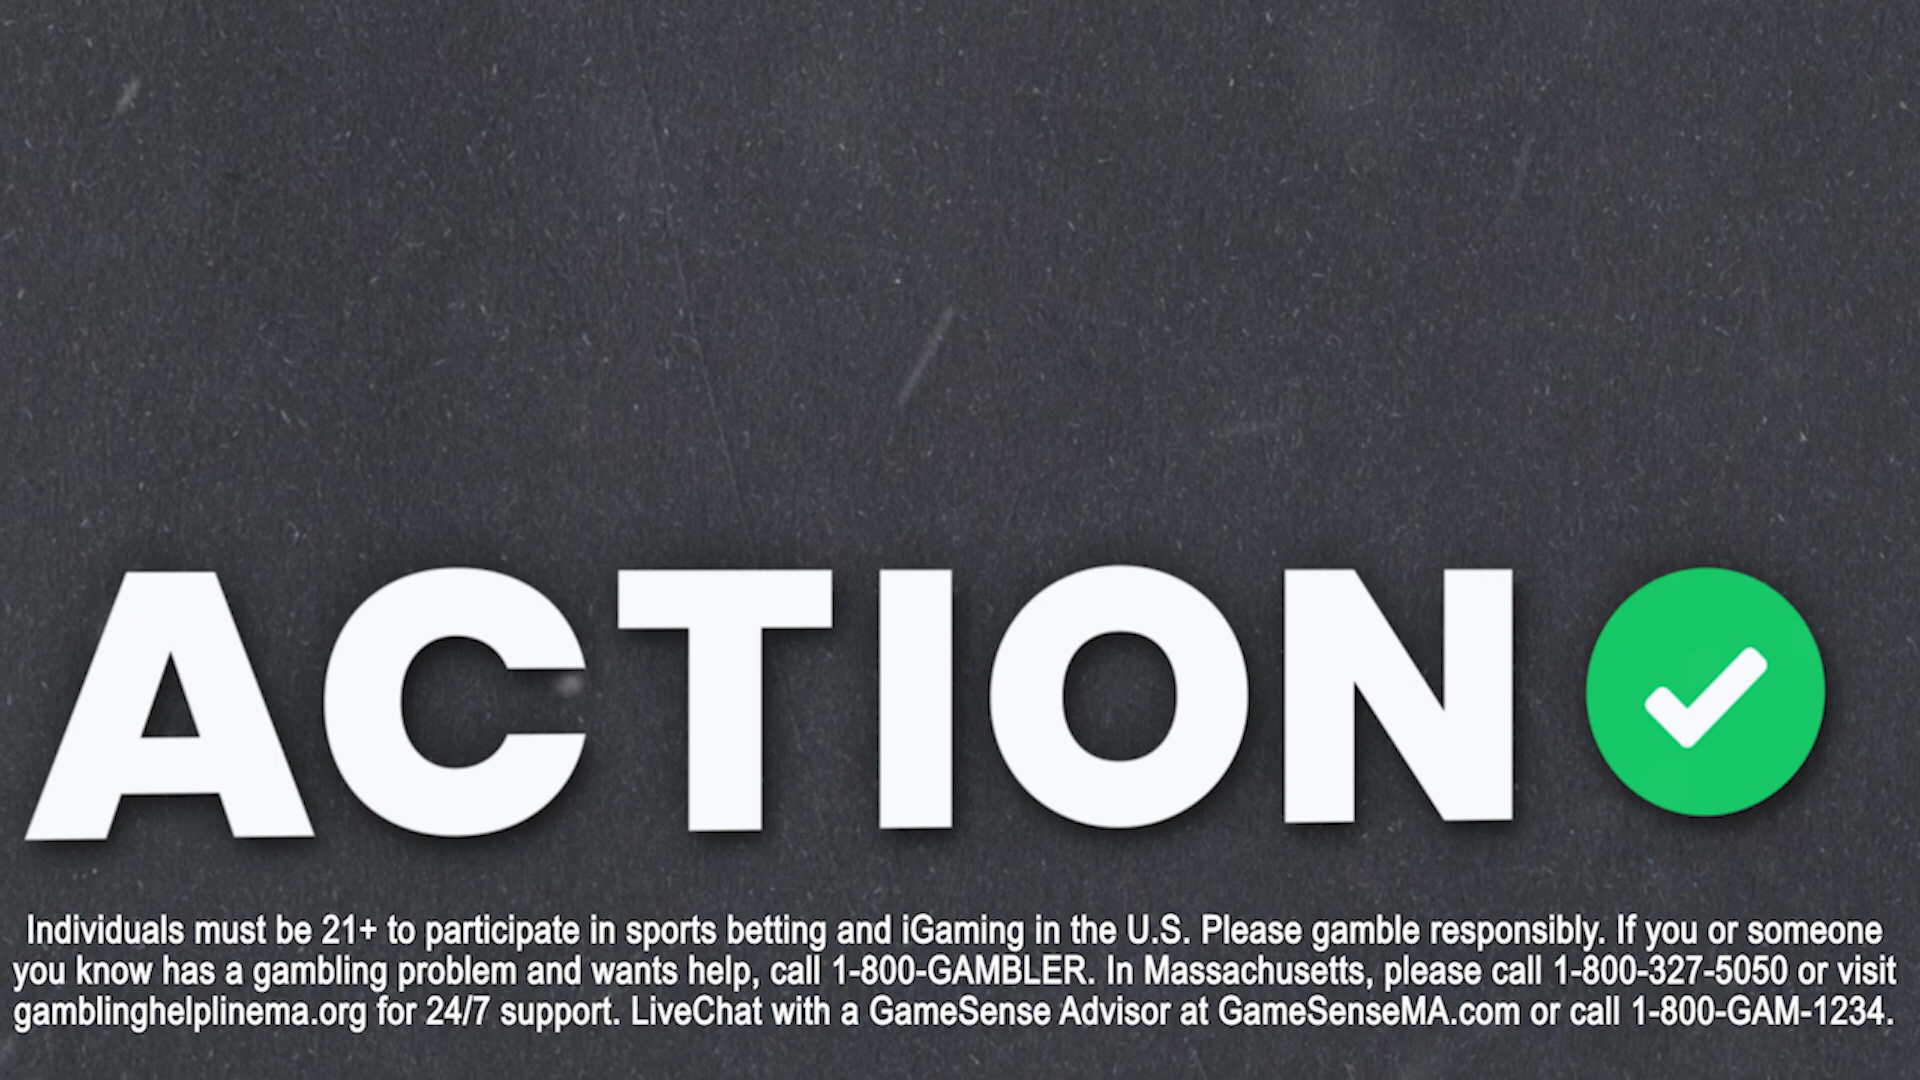 ACTION
Individuals must be 21+ to participate in sports betting and iGaming in the U.S. Please gamble responsibly. If you or someone
you know has a gambling problem and wants help, call 1-800-GAMBLER. In Massachusetts, please call 1-800-327-5050 or visit
gamblinghelplinema.org for 24/7 support. LiveChat with a GameSense Advisor at GameSenseMA.com or call 1-800-GAM-1234.